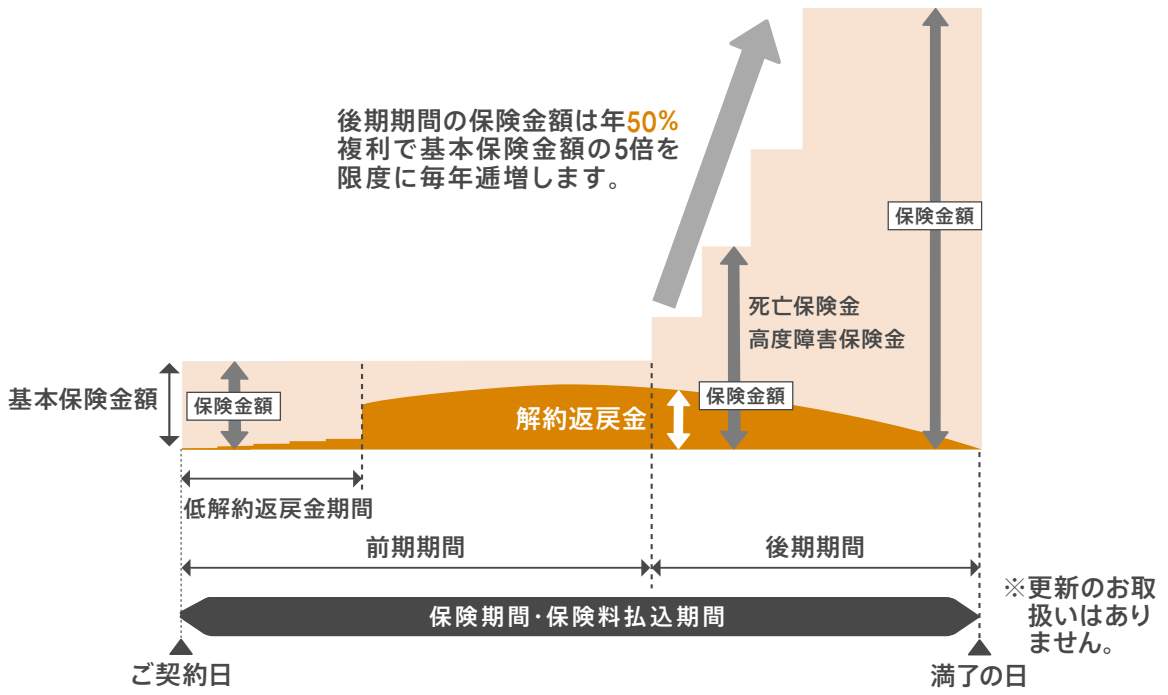 後期期間の保険金額は年50%
複利で基本保険金額の5倍を
限度に毎年逓増します。
保険金額
死亡保険金
高度障害保険金
基本保険金額
保険金額
保険金額
解約返戻金
低解約返戻金期間
前期期間
後期期間
保険期間・保険料払込期間
※更新のお取
扱いはあり
ません。
ご契約日
満了の日